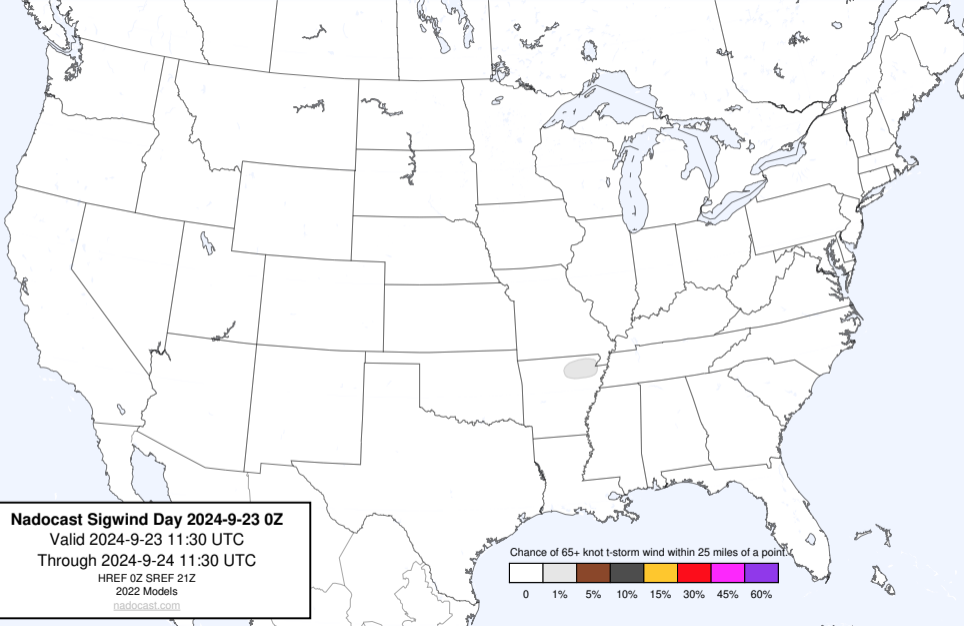 Nadocast Sigwind Day 2024-9-23 0Z
Valid 2024-9-23 11:30 UTC
Through 2024-9-24 11:30 UTC
HREF 0Z SREF 21Z
2022 Models
nadocast.com
Chance of 65+ knot t-storm wind within 25 miles of a point.
0 1% 5% 10% 15% 30% 45% 60%